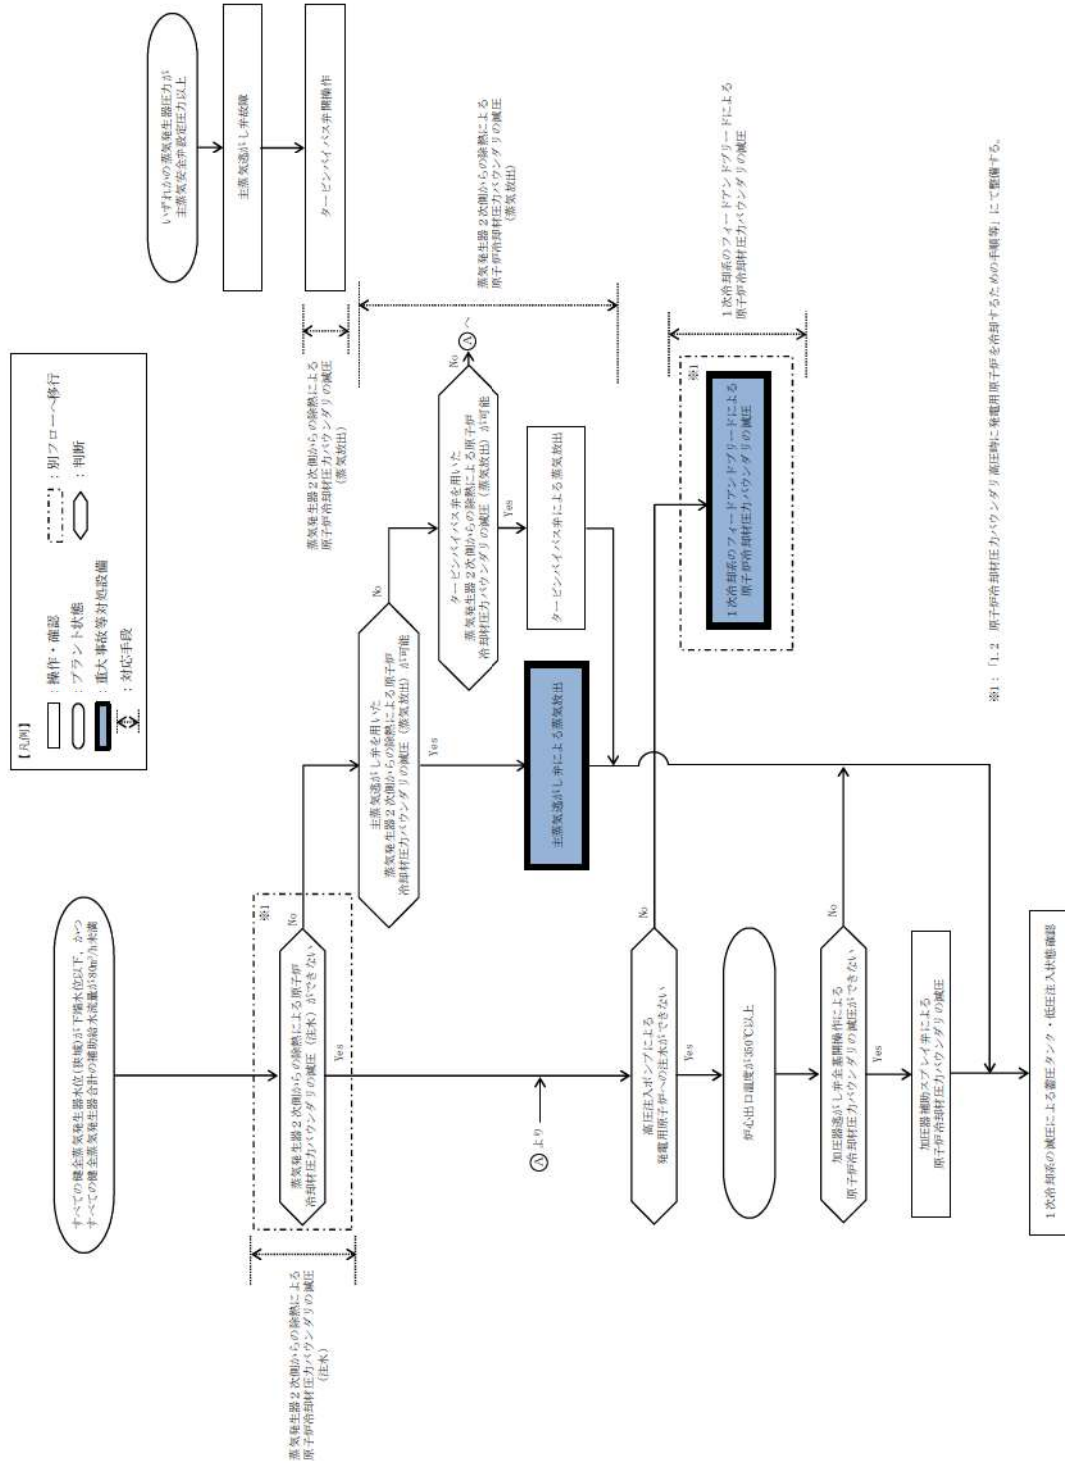 【凡例】
：操作・確認
：プラント状態
：重大事故等対処設備
：対応手段
：別フローへ移行
：判断
すべての健全蒸気発生器水位(狭域)が下端水位以下，かつ
すべての健全蒸気発生器合計の補助給水流量が80m³/h未満
※1
蒸気発生器２次側からの除熱による原子炉
冷却材圧力バウンダリの減圧（注水）ができない
No
Yes
蒸気発生器２次側からの除熱による
原子炉冷却材圧力バウンダリの減圧
（注水）
主蒸気逃がし弁を用いた
蒸気発生器２次側からの除熱による原子炉
冷却材圧力バウンダリの減圧（蒸気放出）が可能
No
Yes
タービンバイパス弁を用いた
蒸気発生器２次側からの除熱による原子炉
冷却材圧力バウンダリの減圧（蒸気放出）が可能
No
Ⓐへ
Yes
主蒸気逃がし弁による蒸気放出
タービンバイパス弁による蒸気放出
蒸気発生器２次側からの除熱による
原子炉冷却材圧力バウンダリの減圧
（蒸気放出）
いずれかの蒸気発生器圧力が
主蒸気安全弁設定圧力以上
主蒸気逃がし弁故障
タービンバイパス弁開操作
蒸気発生器２次側からの除熱による
原子炉冷却材圧力バウンダリの減圧
（蒸気放出）
Ⓐより
高圧注入ポンプによる
発電用原子炉への注水ができない
No
Yes
※1
１次冷却系のフィードアンドブリードによる
原子炉冷却材圧力バウンダリの減圧
１次冷却系のフィードアンドブリードによる
原子炉冷却材圧力バウンダリの減圧
炉心出口温度が350℃以上
加圧器逃がし弁全基開操作による
原子炉冷却材圧力バウンダリの減圧ができない
No
Yes
加圧器補助スプレイ弁による
原子炉冷却材圧力バウンダリの減圧
１次冷却系の減圧による蓄圧タンク・低圧注入状態確認
※1：「1.2　原子炉冷却材圧力バウンダリ高圧時に発電用原子炉を冷却するための手順等」にて整備する。